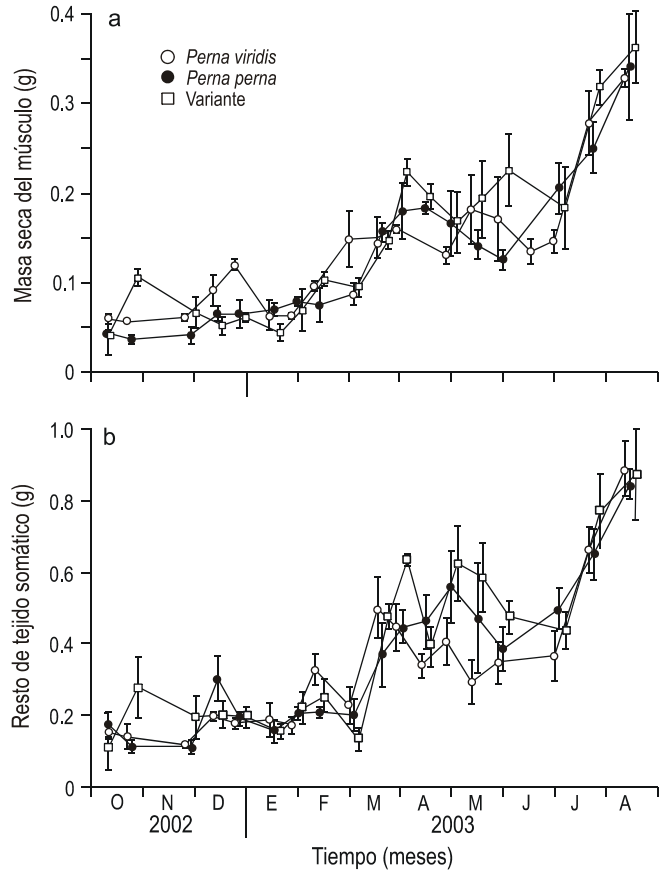 a
Perna viridis
Perna perna
Variante
Masa seca del músculo (g)
0.4
0.3
0.2
0.1
0
b
Resto de tejido somático (g)
1.0
0.8
0.6
0.4
0.2
0.0
O N D E F M A M J J A
2002 2003
Tiempo (meses)